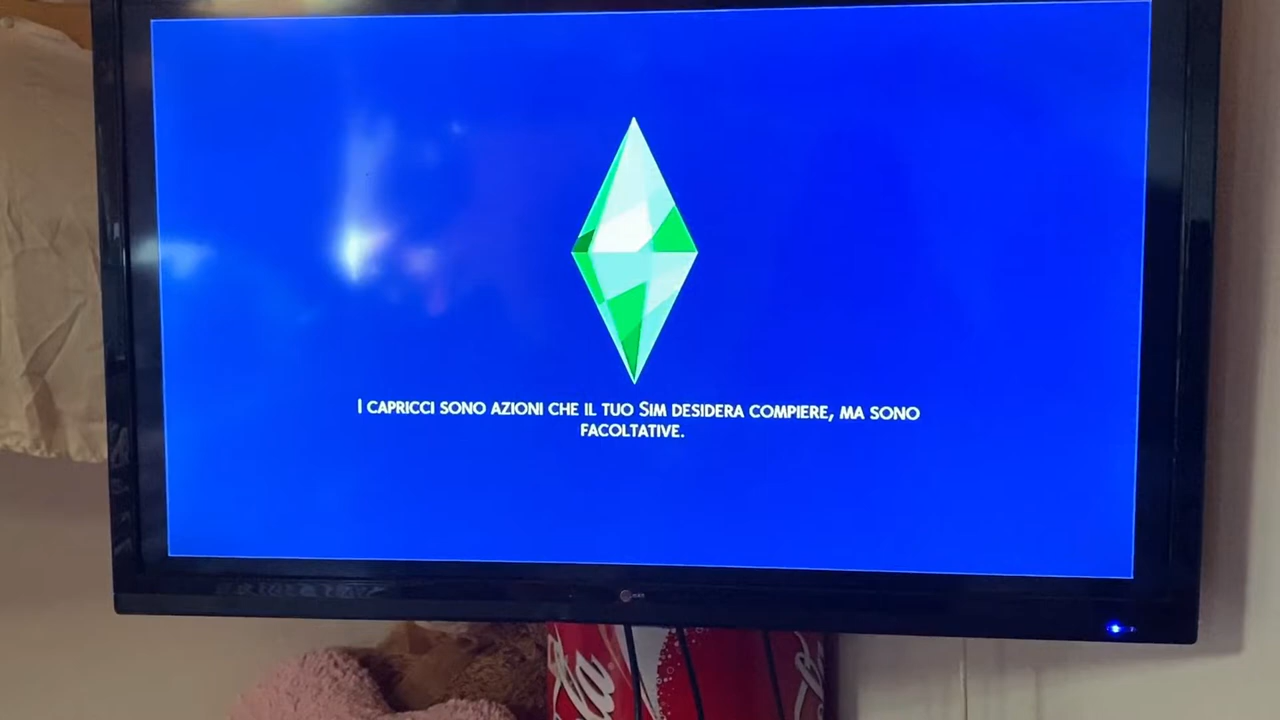 I CAPRICCI SONO AZIONI CHE IL TUO SIM DESIDERA COMPIERE, MA SONO
FACOLTATIVE.